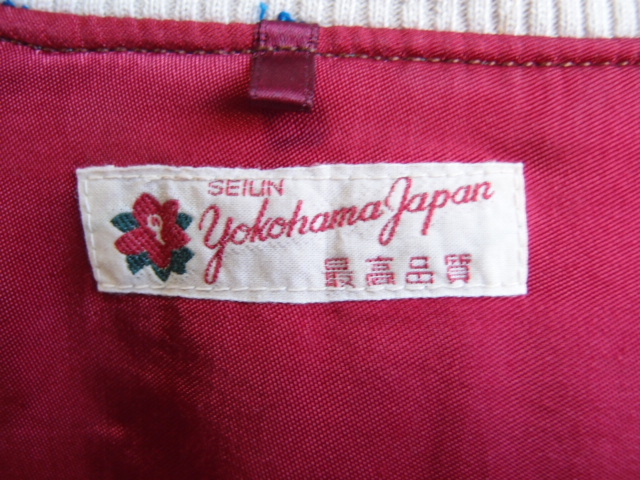 SEIUN
Yokohama Japan
最高品質